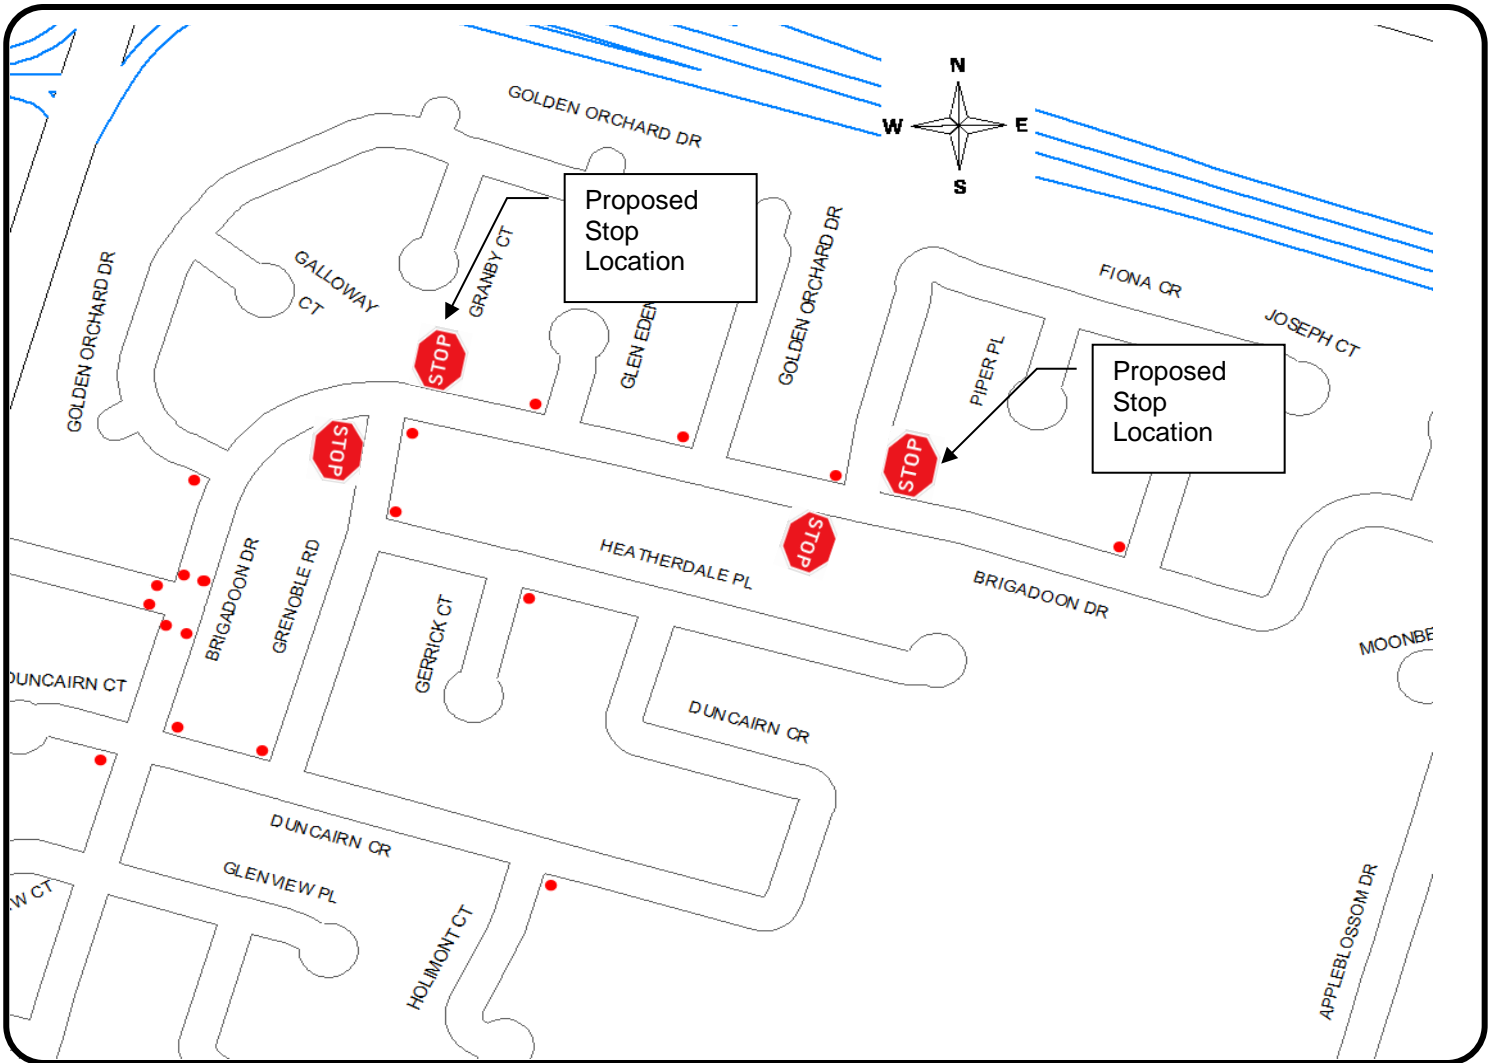 N
W
E
S
GOLDEN ORCHARD DR
Proposed
Stop
Location
GOLDEN ORCHARD DR
GALLOWAY
CT
GRANBY CT
GLEN EDEN
GOLDEN ORCHARD DR
FIONA CR
JOSEPH CT
PIPER PL
Proposed
Stop
Location
STOP
STOP
STOP
STOP
BRIGADOON DR
GRENOBLE RD
HEATHERDALE PL
BRIGADOON DR
GERRICK CT
DUNCAIRN CT
DUNCAIRN CR
MOONBE
DUNCAIRN CR
GLENVIEW PL
W CT
HOLIMONT CT
APPLEBLOSSOM DR